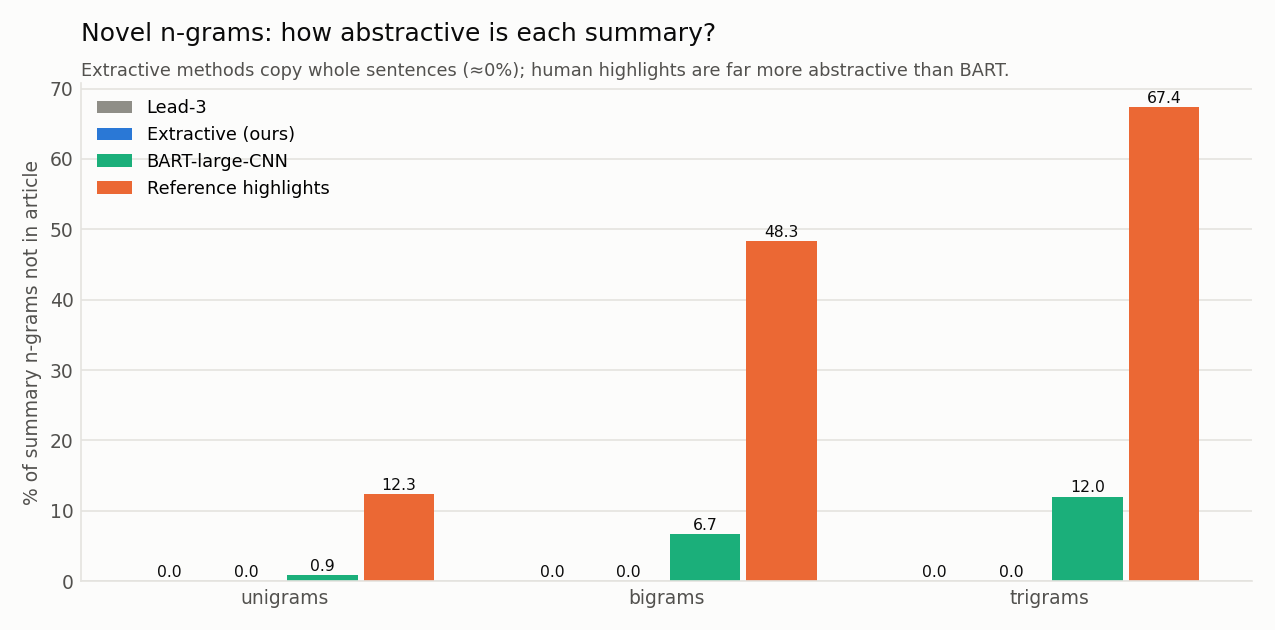 Novel n-grams: how abstractive is each summary?
Extractive methods copy whole sentences (≈0%); human highlights are far more abstractive than BART.
% of summary n-grams not in article
70
60
50
40
30
20
10
0
Lead-3
Extractive (ours)
BART-large-CNN
Reference highlights
0.0
0.0
0.9
12.3
0.0
0.0
6.7
48.3
0.0
0.0
12.0
67.4
unigrams
bigrams
trigrams